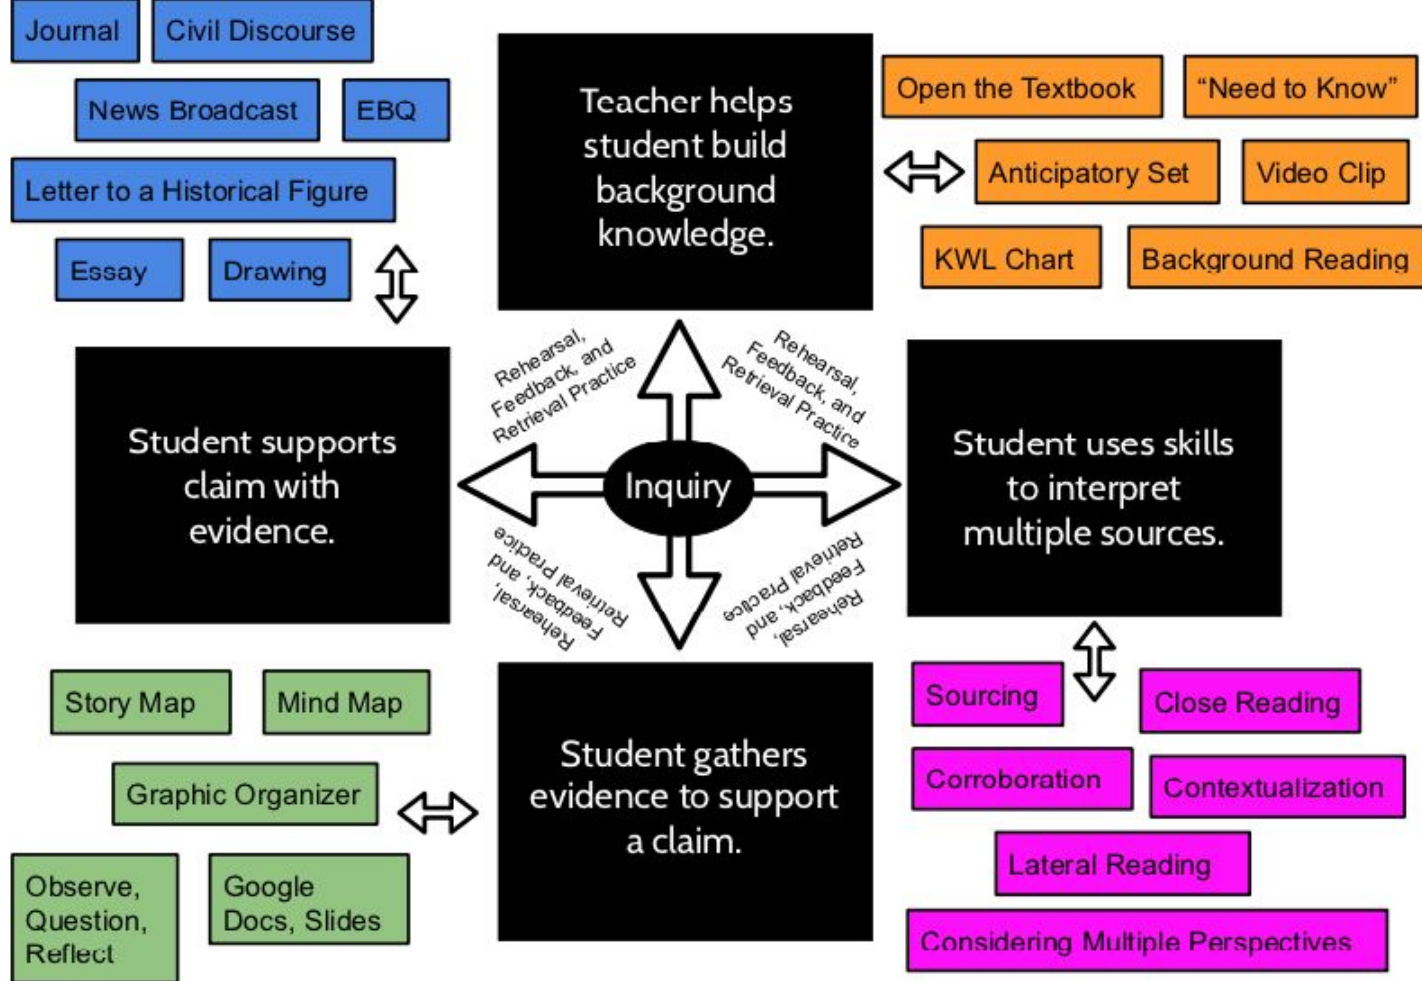 Journal
Civil Discourse
News Broadcast
EBQ
Letter to a Historical Figure
Essay
Drawing
Teacher helps
student build
background
knowledge.
Open the Textbook
“Need to Know”
Anticipatory Set
Video Clip
KWL Chart
Background Reading
Rehearsal,
Feedback, and
Retrieval Practice
Rehearsal,
Feedback, and
Retrieval Practice
Student supports
claim with
evidence.
Inquiry
Student uses skills
to interpret
multiple sources.
Rehearsal,
Feedback, and
Retrieval Practice
Rehearsal,
Feedback, and
Retrieval Practice
Story Map
Mind Map
Graphic Organizer
Observe,
Question,
Reflect
Google
Docs, Slides
Student gathers
evidence to support
a claim.
Sourcing
Close Reading
Corroboration
Contextualization
Lateral Reading
Considering Multiple Perspectives